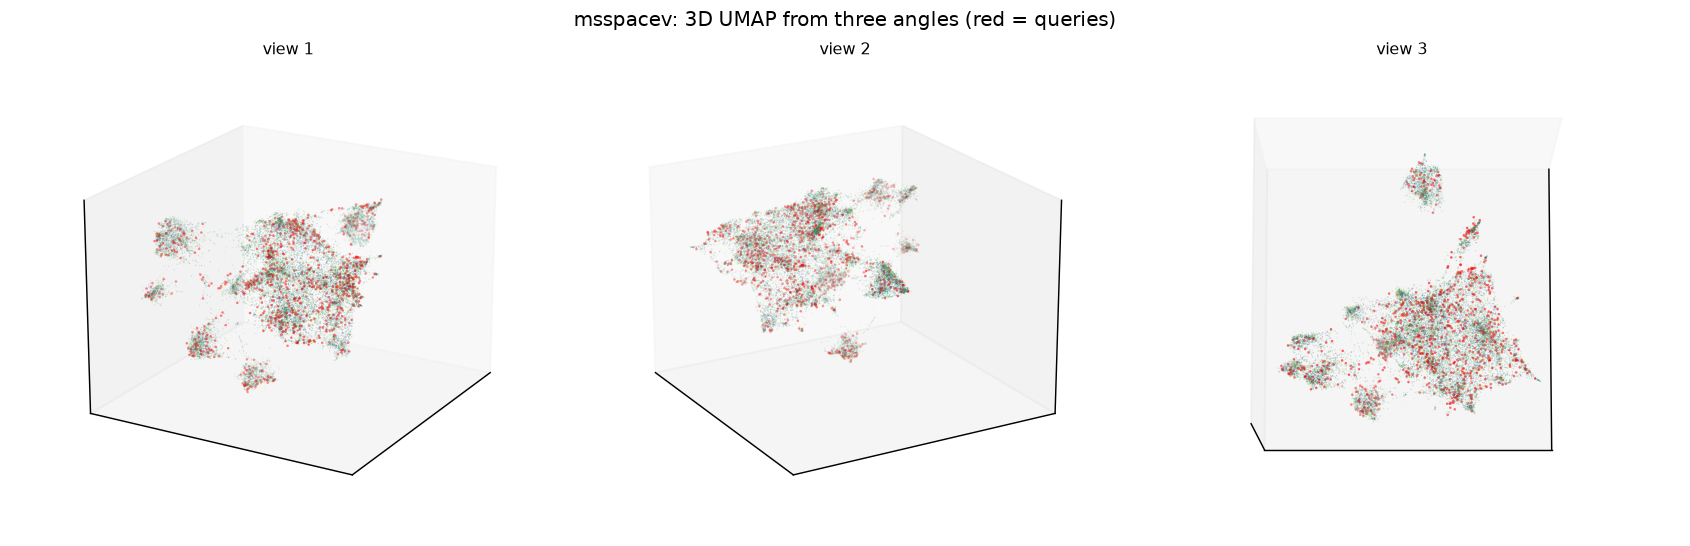 msspacev: 3D UMAP from three angles (red = queries)
view 1
view 2
view 3